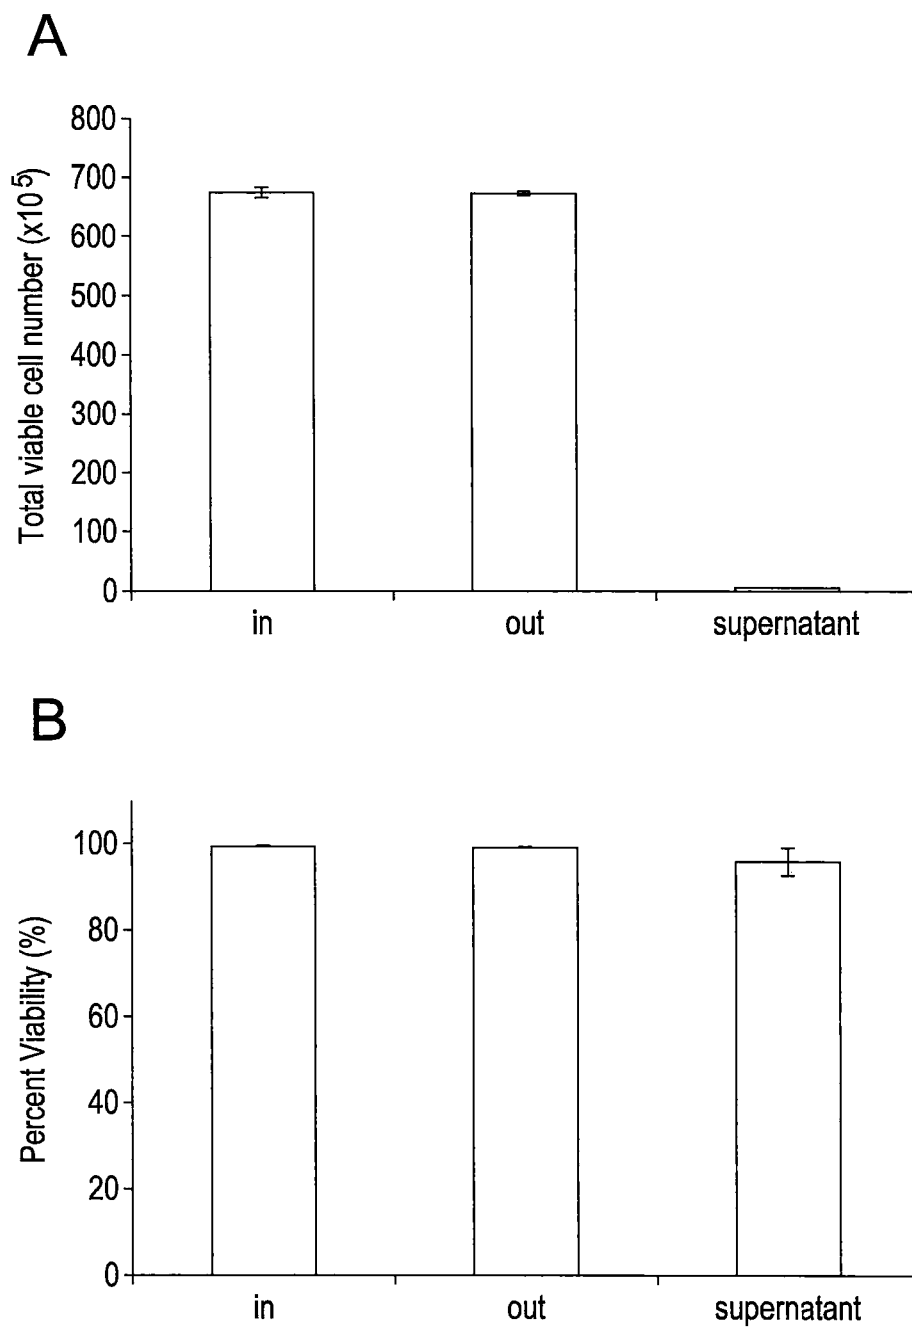 A
800
700
600
500
400
300
200
100
0
Total viable cell number (x10⁵)
in out supernatant
B
100
80
60
40
20
0
Percent Viability (%)
in out supernatant